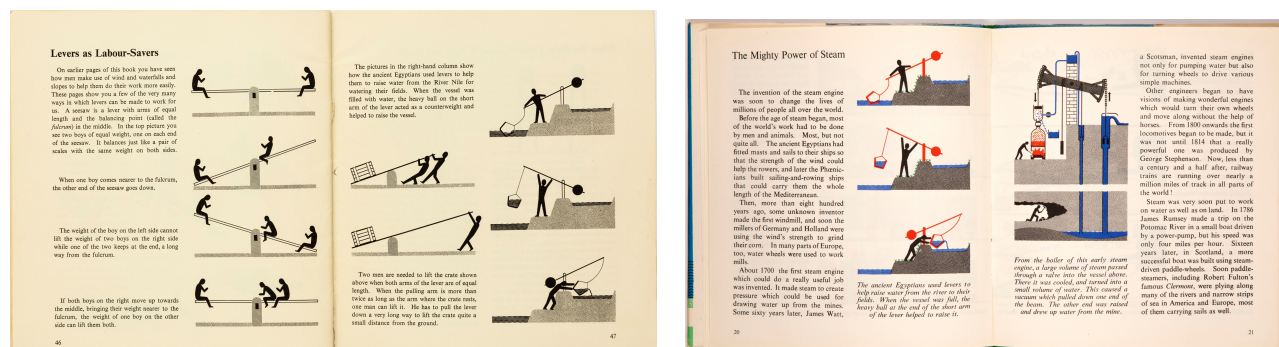 Levers as Labour-Savers
On earlier pages of this book you have seen
how men make use of wind and waterfalls and
slopes to help them do their work more easily.
These pages show you a few of the very many
ways in which levers can be made to work for
us. A seesaw is a lever with arms of equal
length and the balancing point (called the
fulcrum) in the middle. In the top picture you
see two boys of equal weight, one on each end
of the seesaw. It balances just like a pair of
scales with the same weight on both sides.
When one boy comes nearer to the fulcrum,
the other end of the seesaw goes down.
The weight of the boy on the left side cannot
lift the weight of two boys on the right side
while one of the two keeps at the end, a long
way from the fulcrum.
If both boys on the right move up towards
the middle, bringing their weight nearer to the
fulcrum, the weight of one boy on the other
side can lift them both.
46
The pictures in the right-hand column show
how the ancient Egyptians used levers to help
them to raise water from the River Nile for
watering their fields. When the vessel was
filled with water, the heavy ball on the short
arm of the lever acted as a counterweight and
helped to raise the vessel.
Two men are needed to lift the crate shown
above when both arms of the lever are of equal
length. When the pulling arm is more than
twice as long as the arm where the crate rests,
one man can lift it. He has to pull the lever
down a very long way to lift the crate quite a
small distance from the ground.
47
The Mighty Power of Steam
The invention of the steam engine
was soon to change the lives of
millions of people all over the world.
Before the age of steam began, most
of the world's work had to be done
by men and animals. Most, but not
quite all. The ancient Egyptians had
fitted masts and sails to their ships so
that the strength of the wind could
help the rowers, and later the Phenic-
ians built sailing-and-rowing ships
that could carry them the whole
length of the Mediterranean.
Then, more than eight hundred
years ago, some unknown inventor
made the first windmill, and soon the
millers of Germany and Holland were
using the wind's strength to grind
their corn. In many parts of Europe,
too, water wheels were used to work
mills.
About 1700 the first steam engine
which could do a really useful job
was invented. It made steam to create
pressure which could be used for
drawing water up from the mines.
Some sixty years later, James Watt,
The ancient Egyptians used levers to
help raise water from the river to their
fields. When the vessel was full, the
heavy ball at the end of the short arm
of the lever helped to raise it.
20
From the boiler of this early steam
engine, a large volume of steam passed
through a valve into the vessel above.
There it was cooled, and turned into a
small volume of water. This caused a
vacuum which pulled down one end of
the beam. The other end was raised
and drew up water from the mine.
a Scotsman, invented steam engines
not only for pumping water but also
for turning wheels to drive various
simple machines.
Other engineers began to have
visions of making wonderful engines
which would turn their own wheels
and move along without the help of
horses. From 1800 onwards the first
locomotives began to be made, but it
was not until 1814 that a really
powerful one was produced by
George Stephenson. Now, less than
a century and a half after, railway
trains are running over nearly a
million miles of track in all parts of
the world!
Steam was very soon put to work
on water as well as on land. In 1786
James Ramsey made a trip on the
Potomac River in a small boat driven
by a power-pump, but his speed was
only four miles per hour. Sixteen
years later, in Scotland, a more
successful boat was built using steam-
driven paddle-wheels. Soon paddle-
steamers, including Robert Fulton's
famous Clermont, were plying along
many of the rivers and narrow strips
of sea in America and Europe, most
of them carrying sails as well.
21